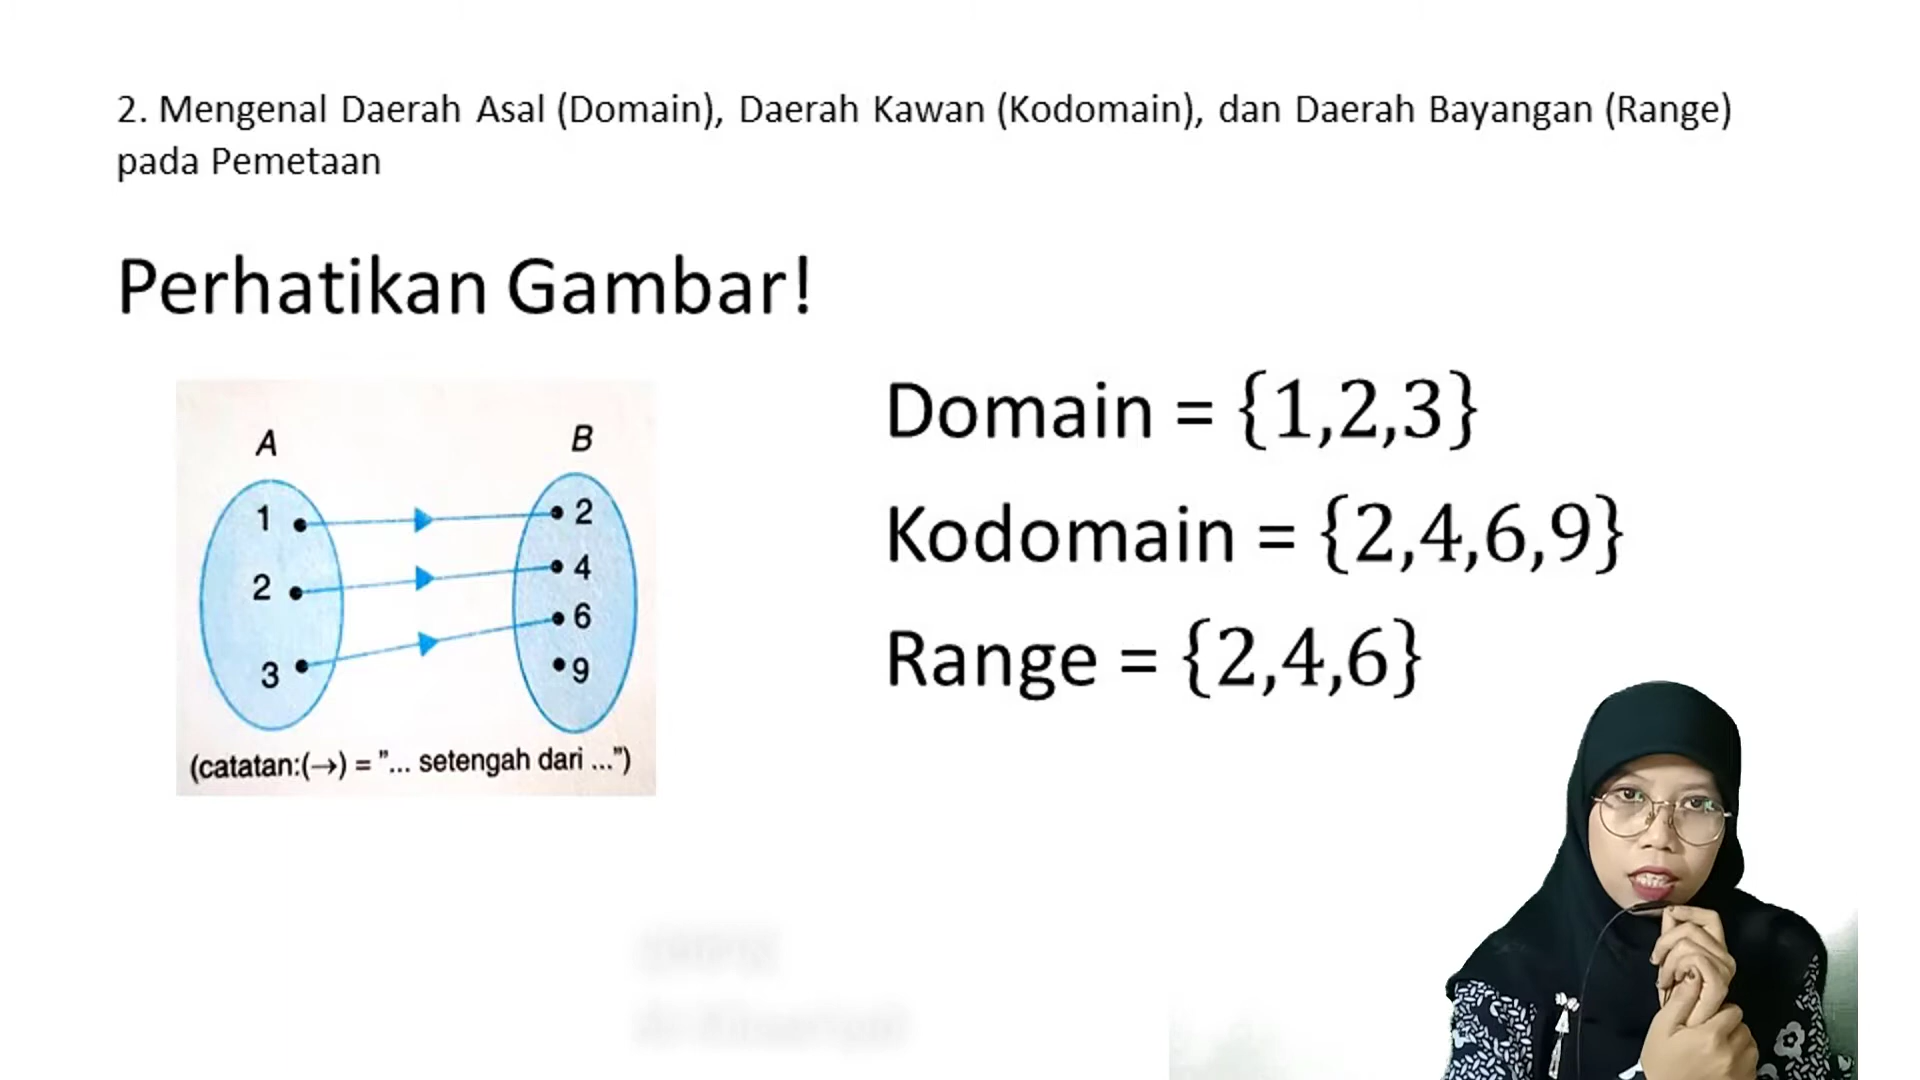 2. Mengenal Daerah Asal (Domain), Daerah Kawan (Kodomain), dan Daerah Bayangan (Range)
pada Pemetaan
Perhatikan Gambar!
A B
1 2
2 4
3 6
9
(catatan:(→) = "... setengah dari ...")
Domain = {1,2,3}
Kodomain = {2,4,6,9}
Range = {2,4,6}